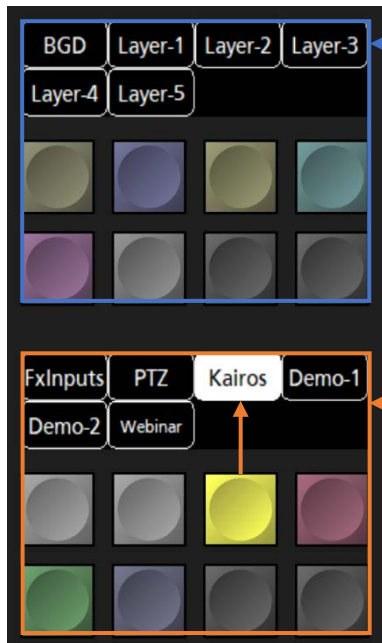 BGD Layer-1 Layer-2 Layer-3
Layer-4 Layer-5
FxInputs PTZ Kairos Demo-1
Demo-2 Webinar